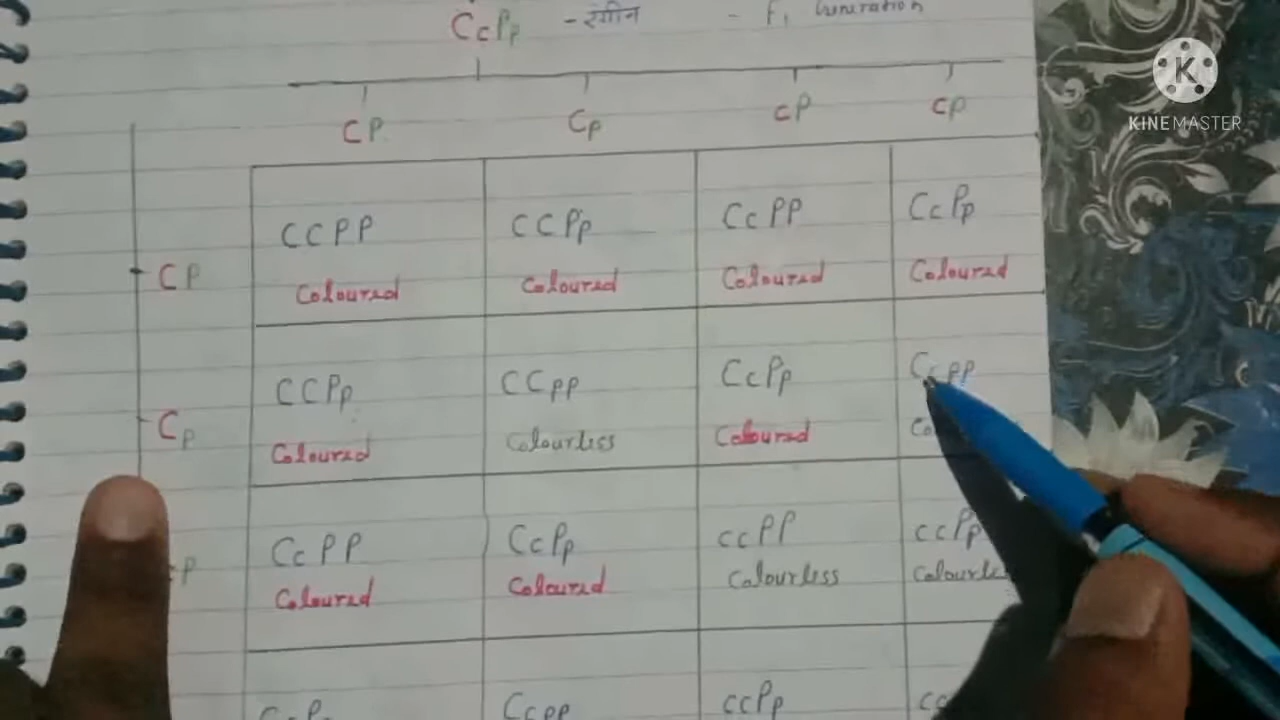 CcPp - रंगीन - F1 Generation
CP Cp cP cp
CP CCPP CCPp CcPP CcPp
Coloured Coloured Coloured Coloured
Cp CCPp CCpp CcPp Ccpp
Coloured Colourless Coloured
P CcPP CcPp ccPP ccPp
Coloured Coloured Colourless
Ccpp ccPp
K
KINEMASTER